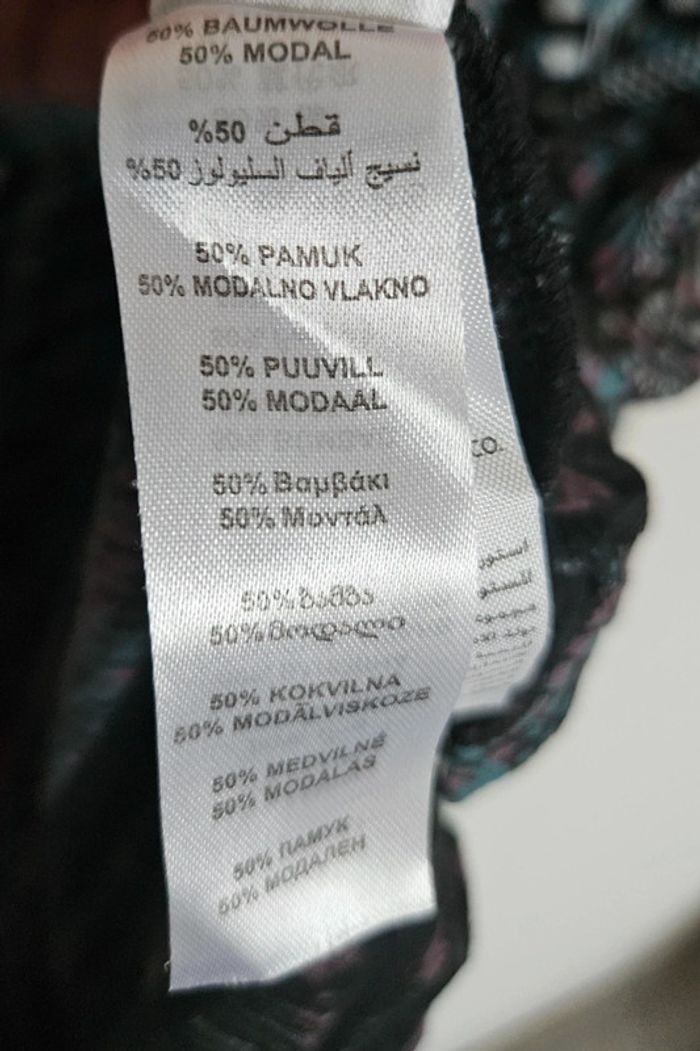 50% BAUMWOLLE
50% MODAL
قطن 50%
نسيج ألياف السليولوز 50%
50% PAMUK
50% MODALNO VLAKNO
50% PUUVILL
50% MODAAL
50% Βαμβάκι
50% Μοντάλ
50% ბამბა
50% მოდალი
50% KOKVILNA
50% MODĀLVISKOZE
50% MEDVILNĖ
50% MODALAS
50% ПАМУК
50% МОДАЛЕН
CO.